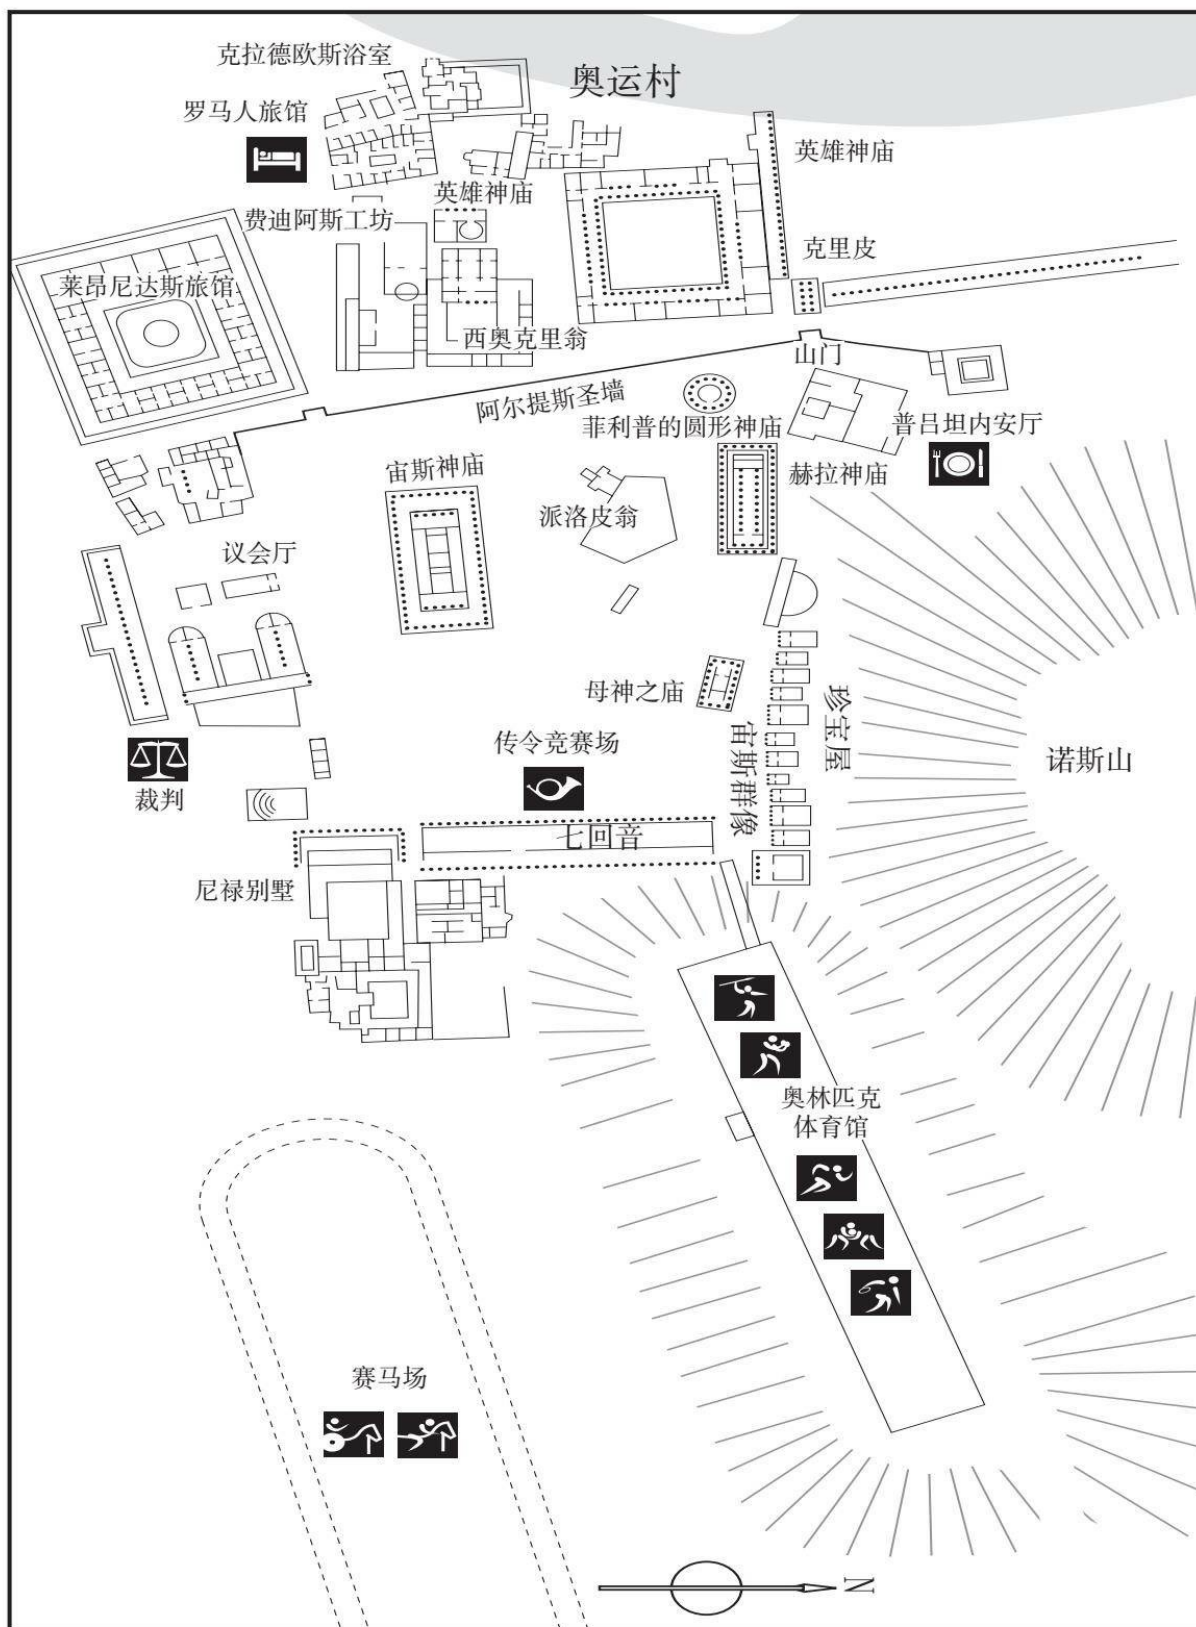 克拉德欧斯浴室
奥运村
罗马人旅馆
英雄神庙
英雄神庙
费迪阿斯工坊
克里皮
莱昂尼达斯旅馆
西奥克里翁
山门
阿尔提斯圣墙
菲利普的圆形神庙
普吕坦内安厅
宙斯神庙
赫拉神庙
派洛皮翁
议会厅
母神之庙
珍宝屋
宙斯群像
诺斯山
传令竞赛场
裁判
七回音
尼禄别墅
奥林匹克
体育馆
赛马场
N